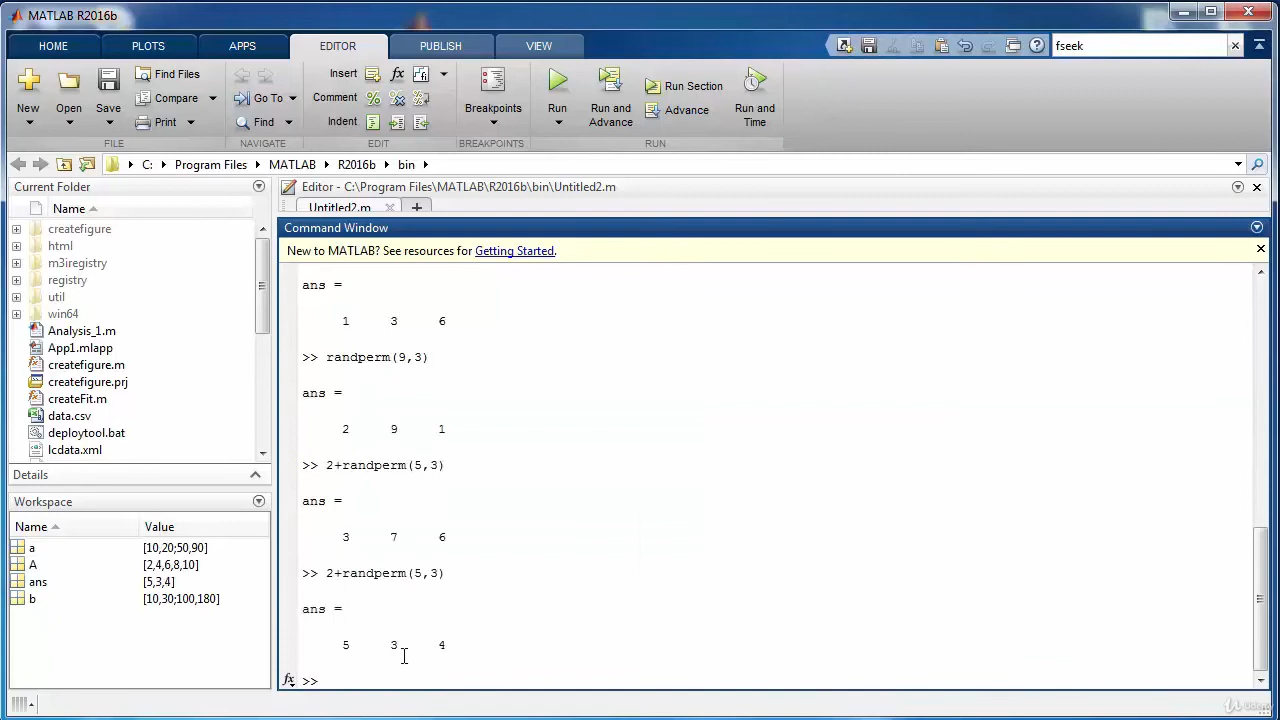 MATLAB R2016b
HOME PLOTS APPS EDITOR PUBLISH VIEW fseek
New Open Save Find Files Compare Print
Go To Find
Insert Comment Indent
Breakpoints
Run Run and Advance Run Section Advance Run and Time
FILE NAVIGATE EDIT BREAKPOINTS RUN
C: Program Files MATLAB R2016b bin
Current Folder
Name
createfigure
html
m3iregistry
registry
util
win64
Analysis_1.m
App1.mlapp
createfigure.m
createfigure.prj
createFit.m
data.csv
deploytool.bat
lcdata.xml
Details
Workspace
Name Value
a [10,20;50,90]
A [2,4,6,8,10]
ans [5,3,4]
b [10,30;100,180]
Editor - C:\Program Files\MATLAB\R2016b\bin\Untitled2.m
Untitled2.m
Command Window
New to MATLAB? See resources for Getting Started.
ans =
1 3 6
>> randperm(9,3)
ans =
2 9 1
>> 2+randperm(5,3)
ans =
3 7 6
>> 2+randperm(5,3)
ans =
5 3 4
fx >>
Udemy